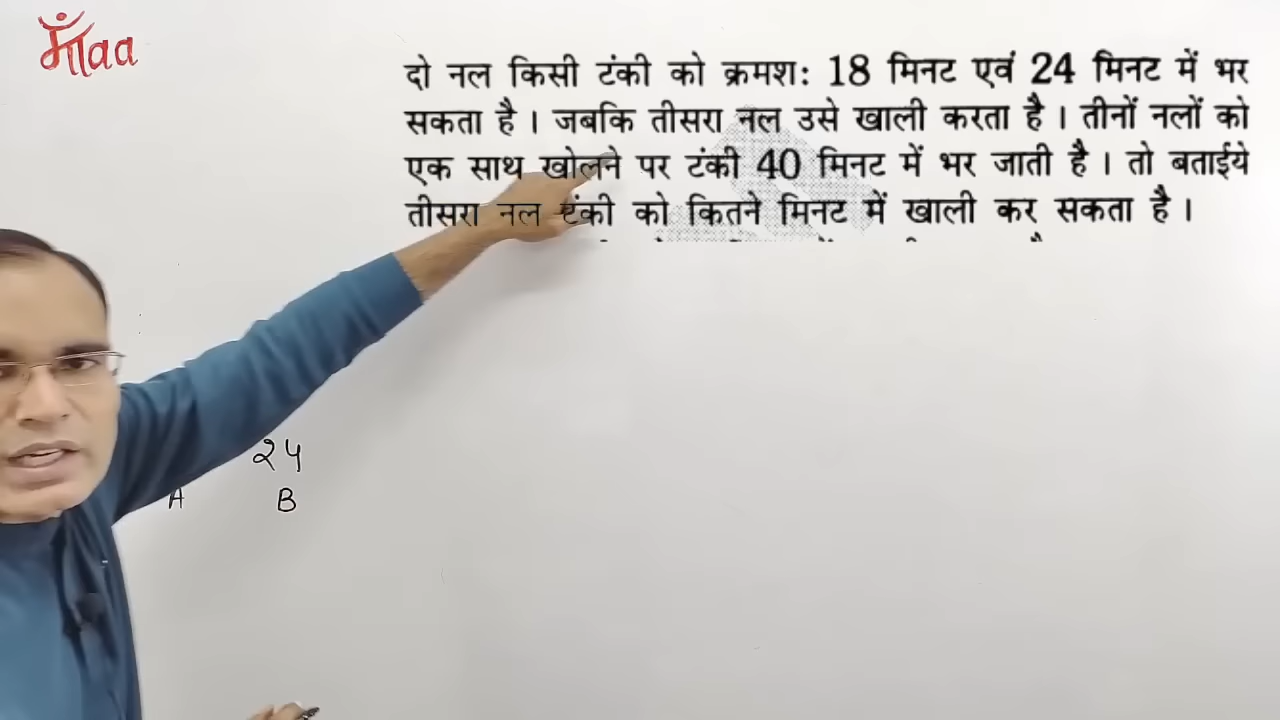 माँaa
दो नल किसी टंकी को क्रमश: 18 मिनट एवं 24 मिनट में भर
सकता है । जबकि तीसरा नल उसे खाली करता है । तीनों नलों को
एक साथ खोलने पर टंकी 40 मिनट में भर जाती है । तो बताईये
तीसरा नल टंकी को कितने मिनट में खाली कर सकता है ।
24
A B